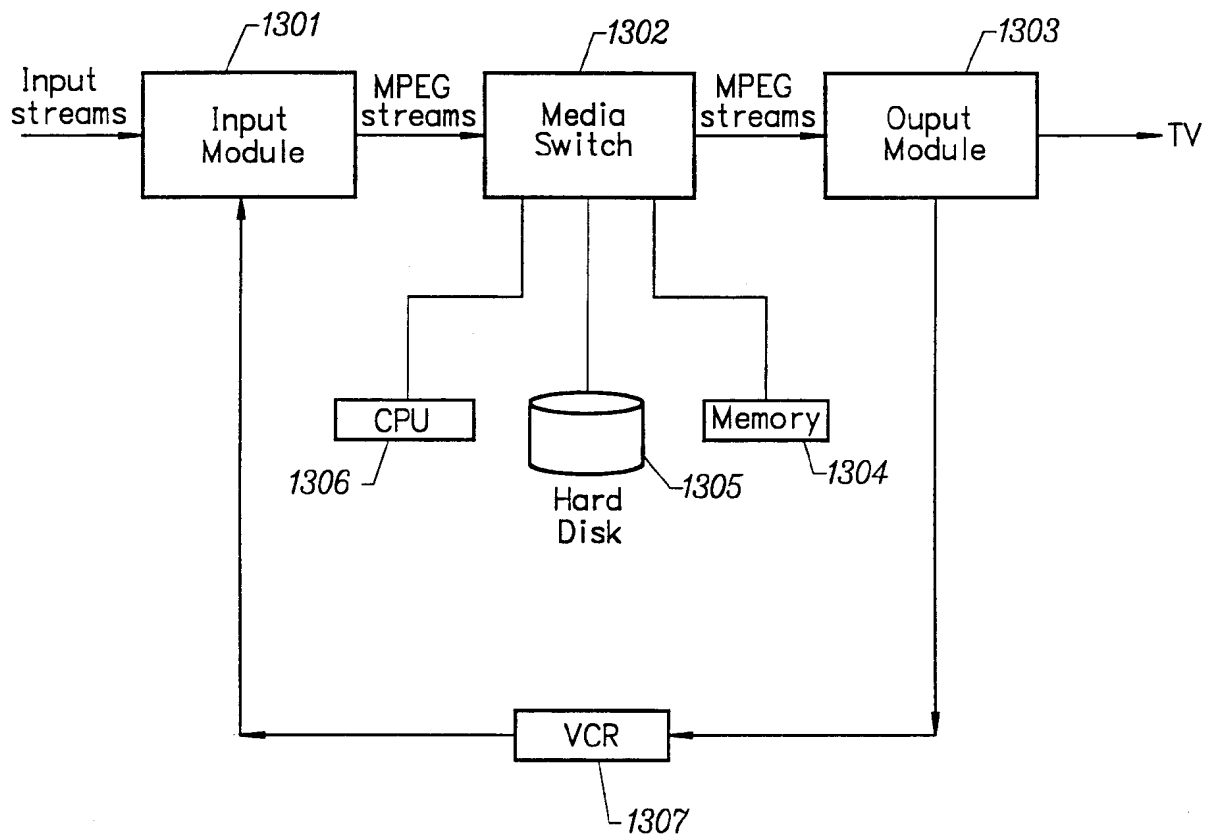 1301
1302
1303
Input
streams
Input
Module
MPEG
streams
Media
Switch
MPEG
streams
Ouput
Module
TV
CPU
1306
Hard
Disk
1305
Memory
1304
VCR
1307